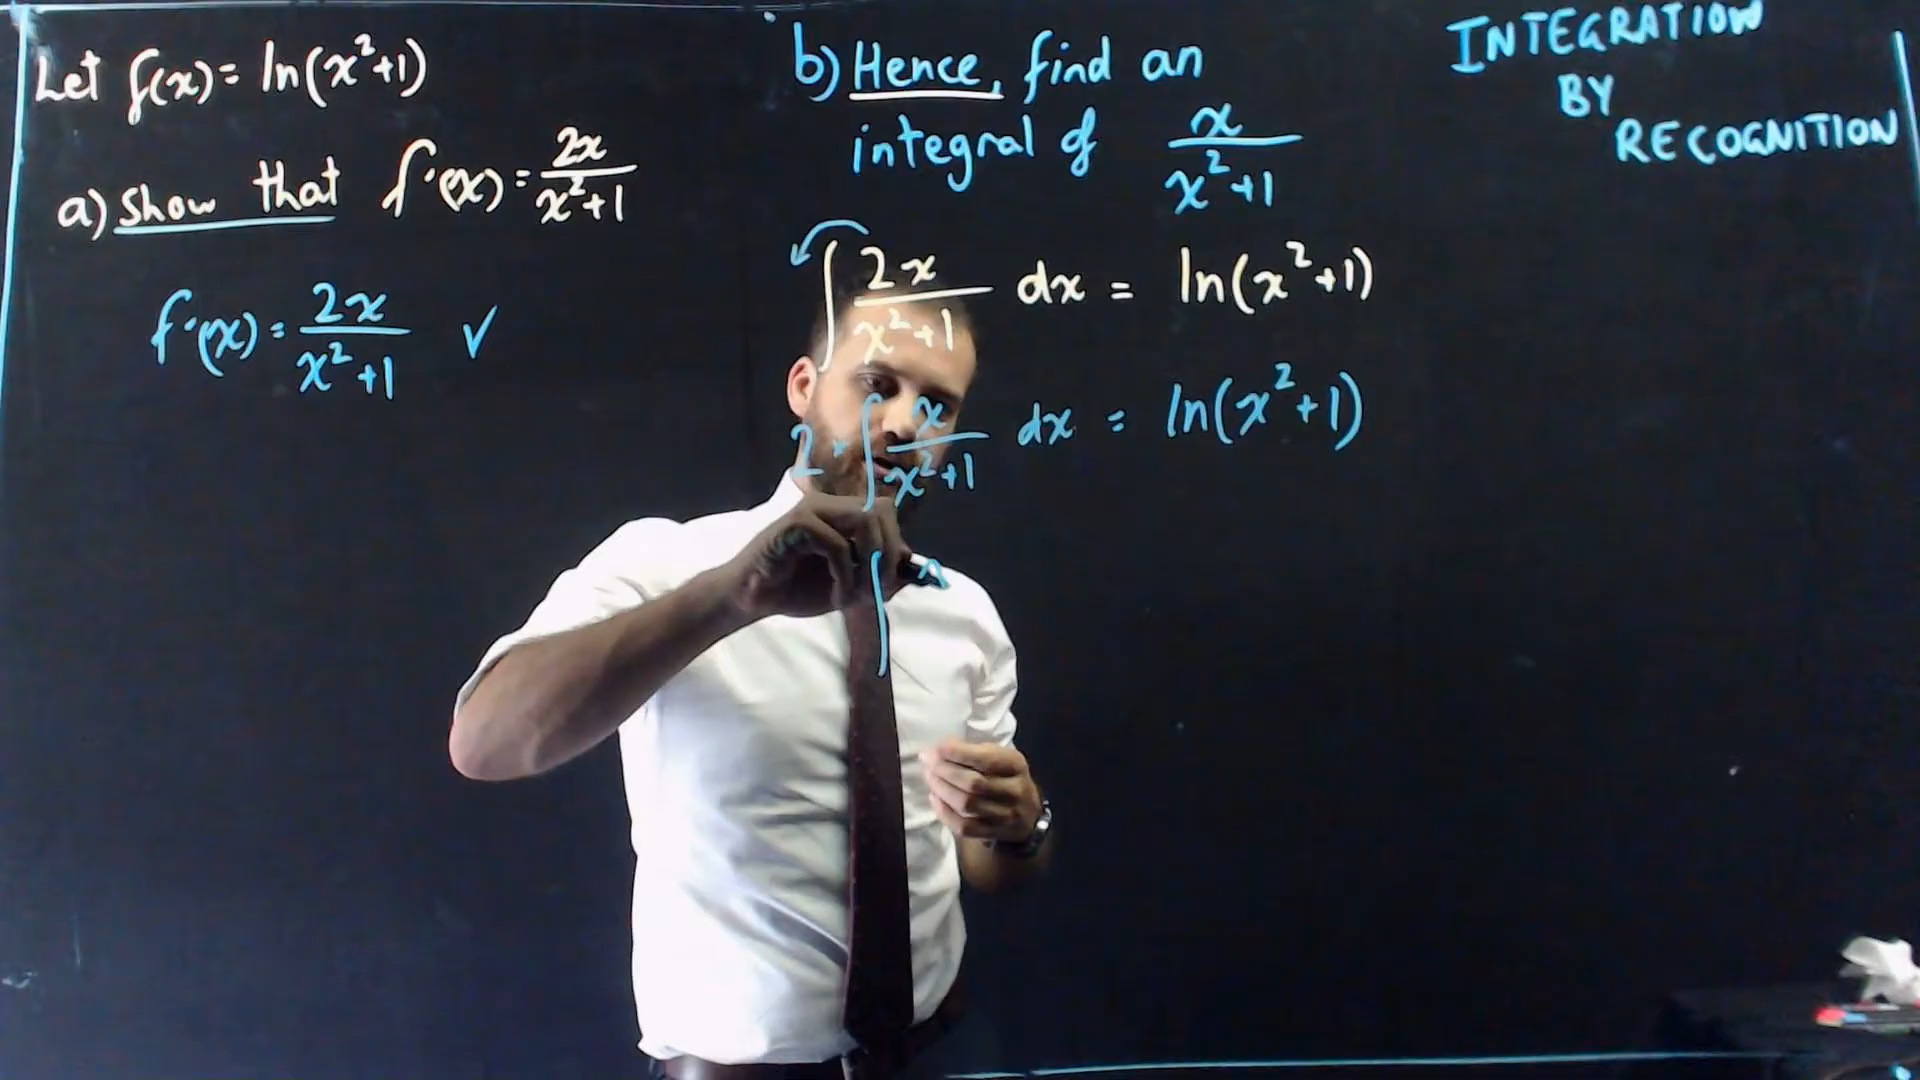 Let f(x) = ln(x²+1)
a) Show that f'(x) = 2x/(x²+1)
f'(x) = 2x/(x²+1) ✓
b) Hence, find an
integral of x/(x²+1)
∫ 2x/(x²+1) dx = ln(x²+1)
2 × ∫ x/(x²+1) dx = ln(x²+1)
∫ x
INTEGRATION
BY
RECOGNITION